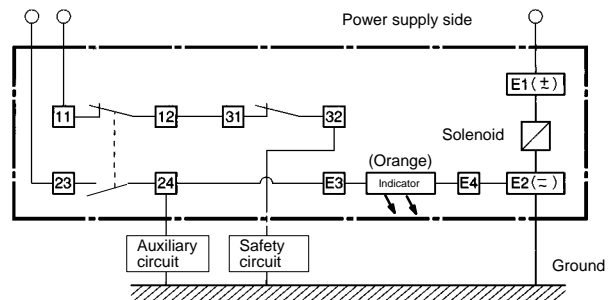 Power supply side
E1(±≂)
11
12
31
32
Solenoid
(Orange)
23
24
E3
Indicator
E4
E2(≂)
Auxiliary
circuit
Safety
circuit
Ground